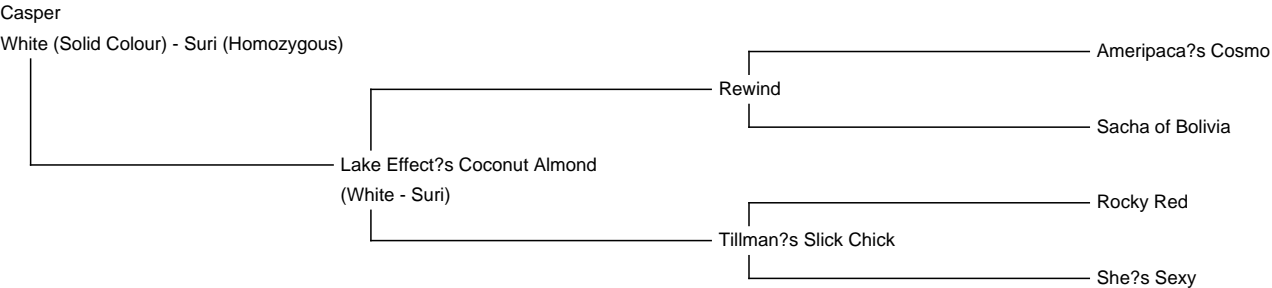 Casper
White (Solid Colour) - Suri (Homozygous)
Ameripaca?s Cosmo
Rewind
Sacha of Bolivia
Lake Effect?s Coconut Almond
(White - Suri)
Rocky Red
Tillman?s Slick Chick
She?s Sexy